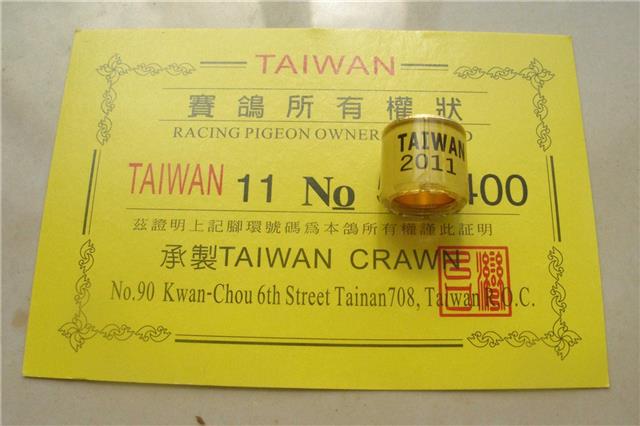 TAIWAN
賽鴿所有權狀
RACING PIGEON OWNER
TAIWAN 11 No 400
茲證明上記腳環號碼為本鴿所有權謹此証明
承製TAIWAN CRAWN
No.90 Kwan-Chou 6th Street Tainan708, Taiwan R.O.C.
TAIWAN
2011